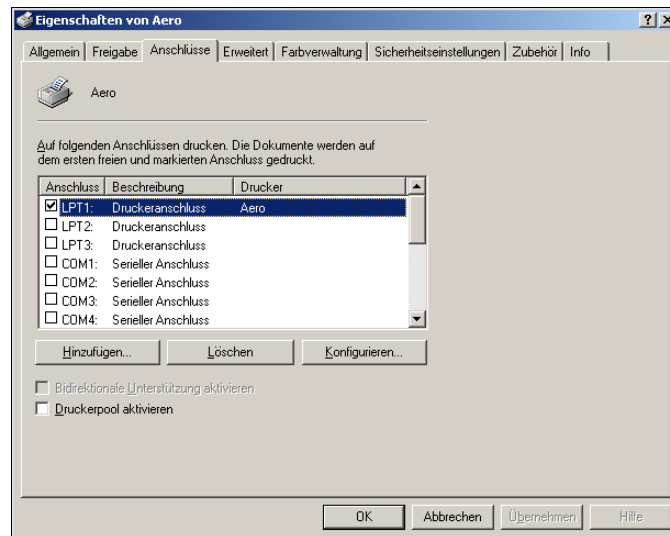 Eigenschaften von Aero
Allgemein Freigabe Anschlüsse Erweitert Farbverwaltung Sicherheitseinstellungen Zubehör Info
Aero
Auf folgenden Anschlüssen drucken. Die Dokumente werden auf
dem ersten freien und markierten Anschluss gedruckt.
Anschluss Beschreibung Drucker
LPT1: Druckeranschluss Aero
LPT2: Druckeranschluss
LPT3: Druckeranschluss
COM1: Serieller Anschluss
COM2: Serieller Anschluss
COM3: Serieller Anschluss
COM4: Serieller Anschluss
Hinzufügen... Löschen Konfigurieren...
Bidirektionale Unterstützung aktivieren
Druckerpool aktivieren
OK Abbrechen Übernehmen Hilfe